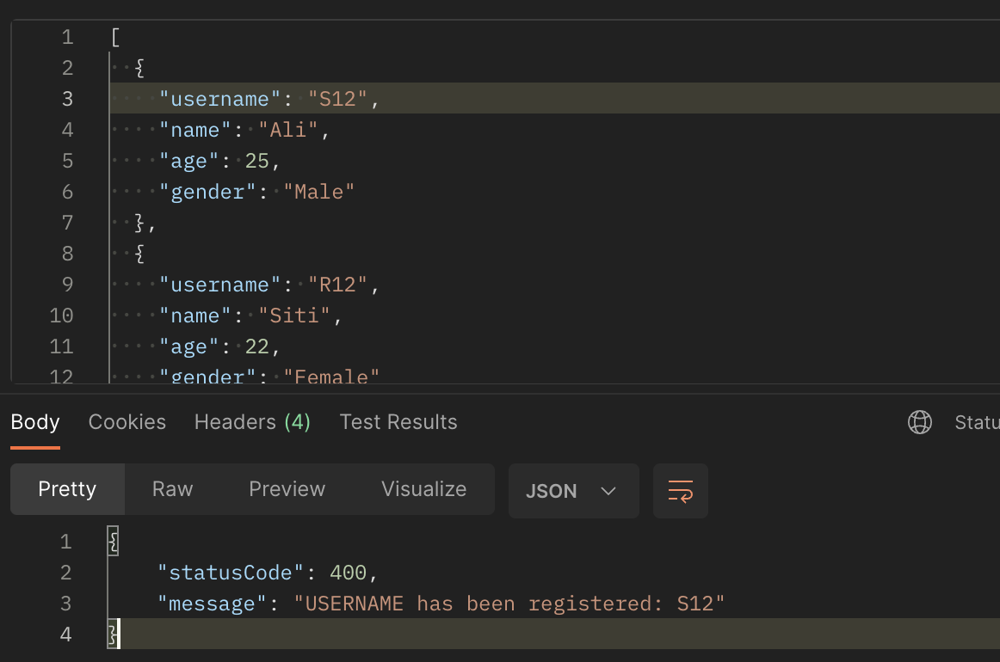 1 [
2 {
3 "username": "S12",
4 "name": "Ali",
5 "age": 25,
6 "gender": "Male"
7 },
8 {
9 "username": "R12",
10 "name": "Siti",
11 "age": 22,
12 "gender": "Female"
Body Cookies Headers (4) Test Results Statu
Pretty Raw Preview Visualize JSON
1 {
2 "statusCode": 400,
3 "message": "USERNAME has been registered: S12"
4 }